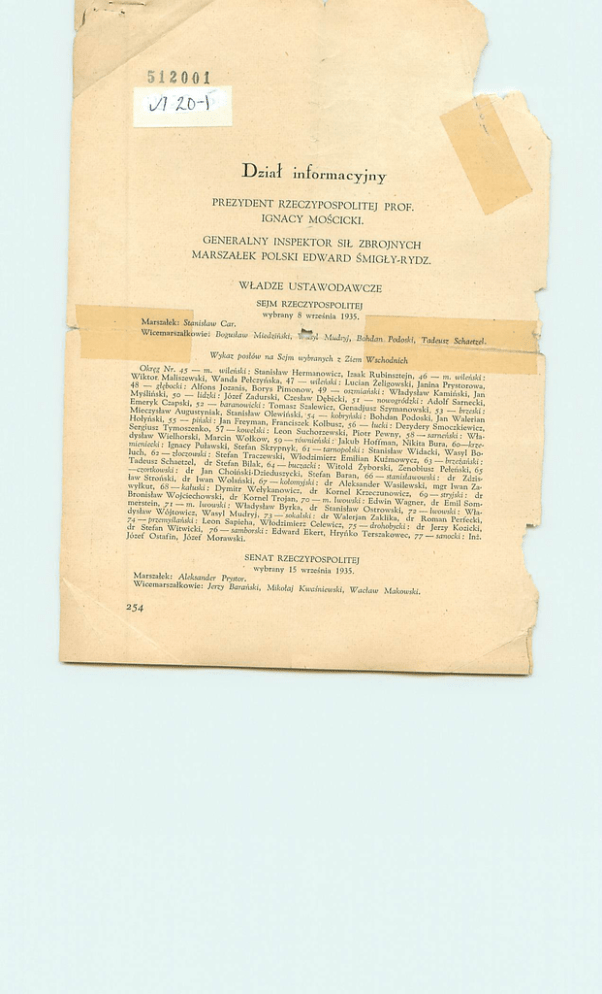 512001
VI 20-I
Dział informacyjny
PREZYDENT RZECZYPOSPOLITEJ PROF.
IGNACY MOŚCICKI.
GENERALNY INSPEKTOR SIŁ ZBROJNYCH
MARSZAŁEK POLSKI EDWARD ŚMIGŁY-RYDZ.
WŁADZE USTAWODAWCZE
SEJM RZECZYPOSPOLITEJ
wybrany 8 września 1935.
Marszałek: Stanisław Car.
Wicemarszałkowie: Bogusław Miedziński, Mudryj, Bohdan Podoski, Tadeusz Schaetzel.
Wykaz posłów na Sejm wybranych z Ziem Wschodnich
Okręg Nr. 45 — m. wileński: Stanisław Hermanowicz, Izaak Rubinsztejn, 46 — m. wileński:
Wiktor Maliszewski, Wanda Pełczyńska, 47 — wileński: Lucian Żeligowski, Janina Prystorowa,
48 — głębocki: Alfons Jozanis, Borys Pimonow, 49 — oszmiański: Władysław Kamiński, Jan
Myśliński, 50 — lidzki: Józef Zadurski, Czesław Dębicki, 51 — nowogródzki: Adolf Sarnecki,
Emeryk Czapski, 52 — baranowicki: Tomasz Szalewicz, Genadjusz Szymanowski, 53 — brzeski:
Mieczysław Augustyniak, Stanisław Olewiński, 54 — kobryński: Bohdan Podoski, Jan Walerian
Hołyński, 55 — piński: Jan Freyman, Franciszek Kolbusz, 56 — łucki: Dezydery Smoczkiewicz,
Sergiusz Tymoszenko, 57 — kowelski: Leon Suchorzewski, Piotr Pewny, 58 — sarneński: Wła-
dysław Wielhorski, Marcin Wołkow, 59 — równieński: Jakub Hoffman, Nikita Bura, 60—krze-
mieniecki: Ignacy Puławski, Stefan Skrypnyk, 61 — tarnopolski: Stanisław Widacki, Wasyl Bo-
luch, 62 — złoczowski: Stefan Traczewski, Włodzimierz Emilian Kuźmowycz, 63 — brzeżański:
Tadeusz Schaetzel, dr Stefan Biłak, 64 — buczacki: Witold Żyborski, Zenobiusz Pełeński, 65
—czortkowski: dr Jan Choiński-Dzieduszycki, Stefan Baran, 66 — stanisławowski: dr Zdzis-
ław Stroński, dr Iwan Wolański, 67 — kołomyjski: dr Aleksander Wasilewski, mgr Iwan Za-
wykut, 68 — kałuski: Dymitr Wełykanowicz, dr Kornel Krzeczunowicz, 69 — stryjski: dr
Bronisław Wojciechowski, dr Kornel Trojan, 70 — m. lwowski: Edwin Wagner, dr Emil Som-
merstein, 71 — m. lwowski: Władysław Byrka, dr Stanisław Ostrowski, 72 — lwowski: Wła-
dysław Wójtowicz, Wasyl Mudryj, 73 — sokalski: dr Walerjan Zaklika, dr Roman Perfecki,
74 — przemyślański: Leon Sapieha, Włodzimierz Celewicz, 75 — drohobycki: dr Jerzy Kozicki,
dr Stefan Witwicki, 76 — samborski: Edward Ekert, Hryńko Terszakowec, 77 — sanocki: Inż.
Józef Ostafin, Józef Morawski.
SENAT RZECZYPOSPOLITEJ
wybrany 15 września 1935.
Marszałek: Aleksander Prystor.
Wicemarszałkowie: Jerzy Barański, Mikołaj Kwaśniewski, Wacław Makowski.
254